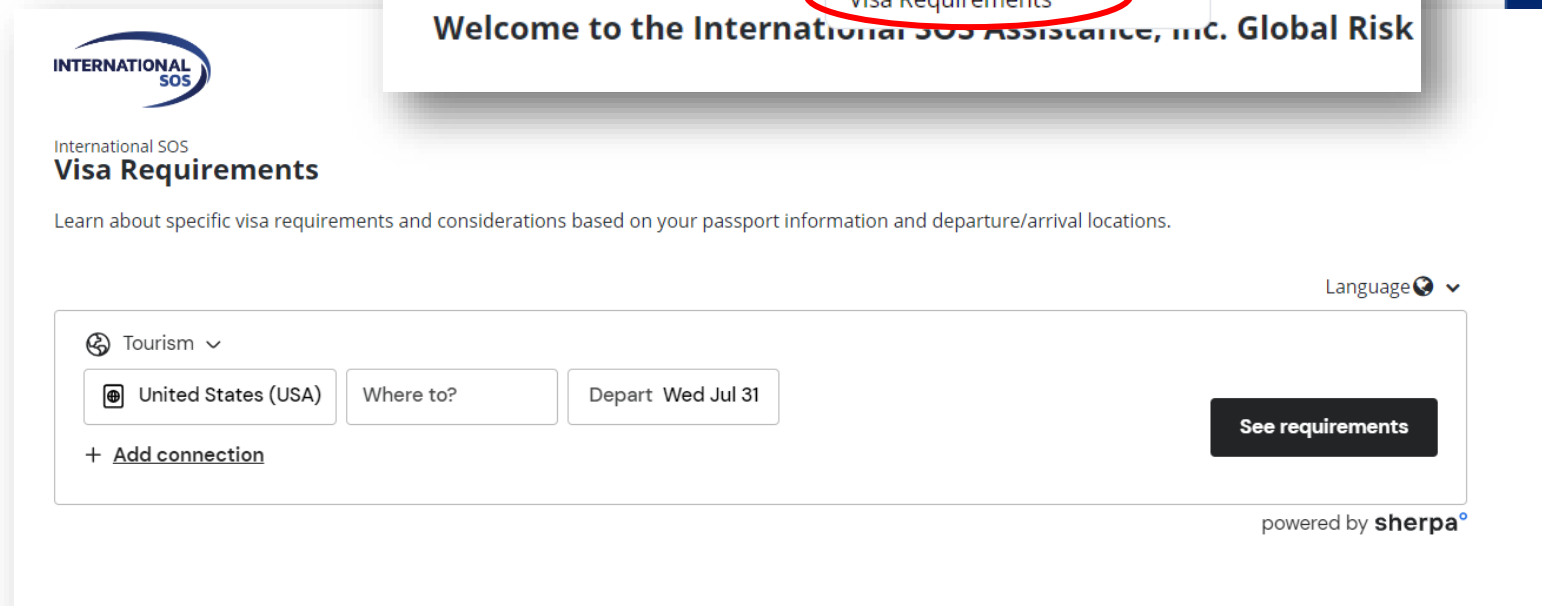 Visa Requirements
Welcome to the International SOS Assistance, Inc. Global Risk
INTERNATIONAL
SOS
International SOS
Visa Requirements
Learn about specific visa requirements and considerations based on your passport information and departure/arrival locations.
Language
Tourism
United States (USA) Where to? Depart Wed Jul 31
See requirements
+ Add connection
powered by sherpa°